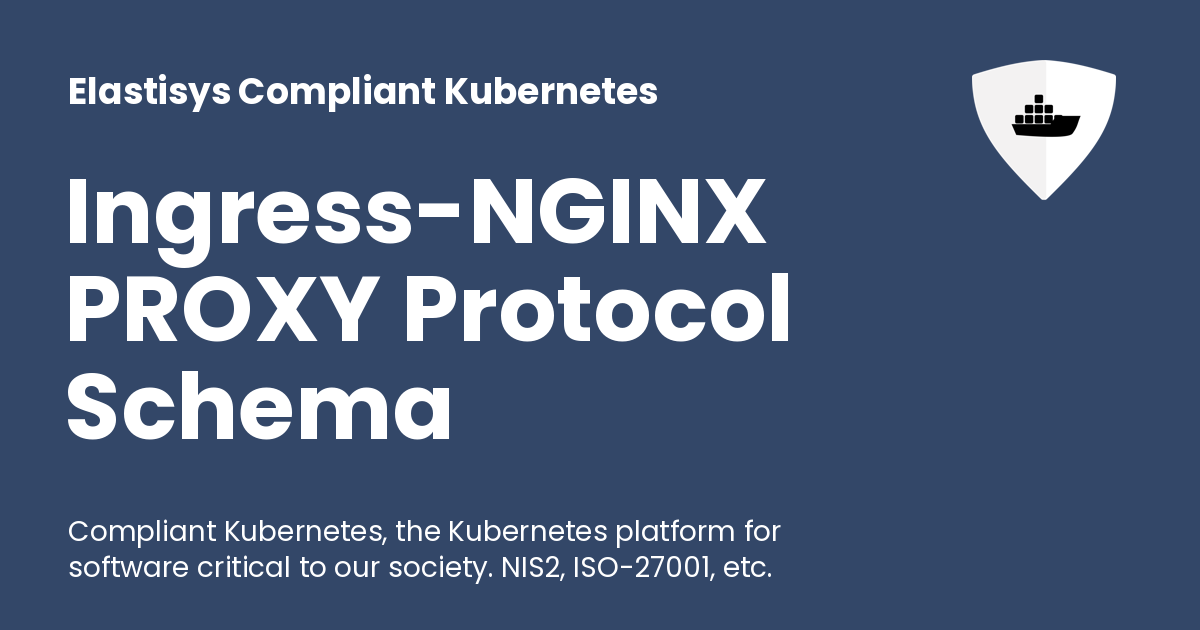 Elastisys Compliant Kubernetes
Ingress-NGINX
PROXY Protocol
Schema
Compliant Kubernetes, the Kubernetes platform for
software critical to our society. NIS2, ISO-27001, etc.